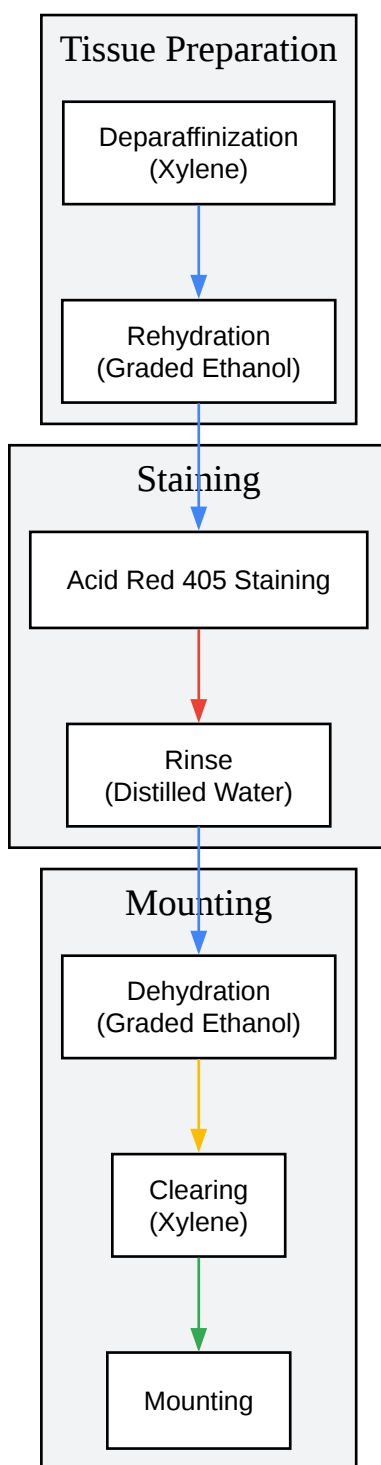 Tissue Preparation
Deparaffinization
(Xylene)
Rehydration
(Graded Ethanol)
Staining
Acid Red 405 Staining
Rinse
(Distilled Water)
Mounting
Dehydration
(Graded Ethanol)
Clearing
(Xylene)
Mounting